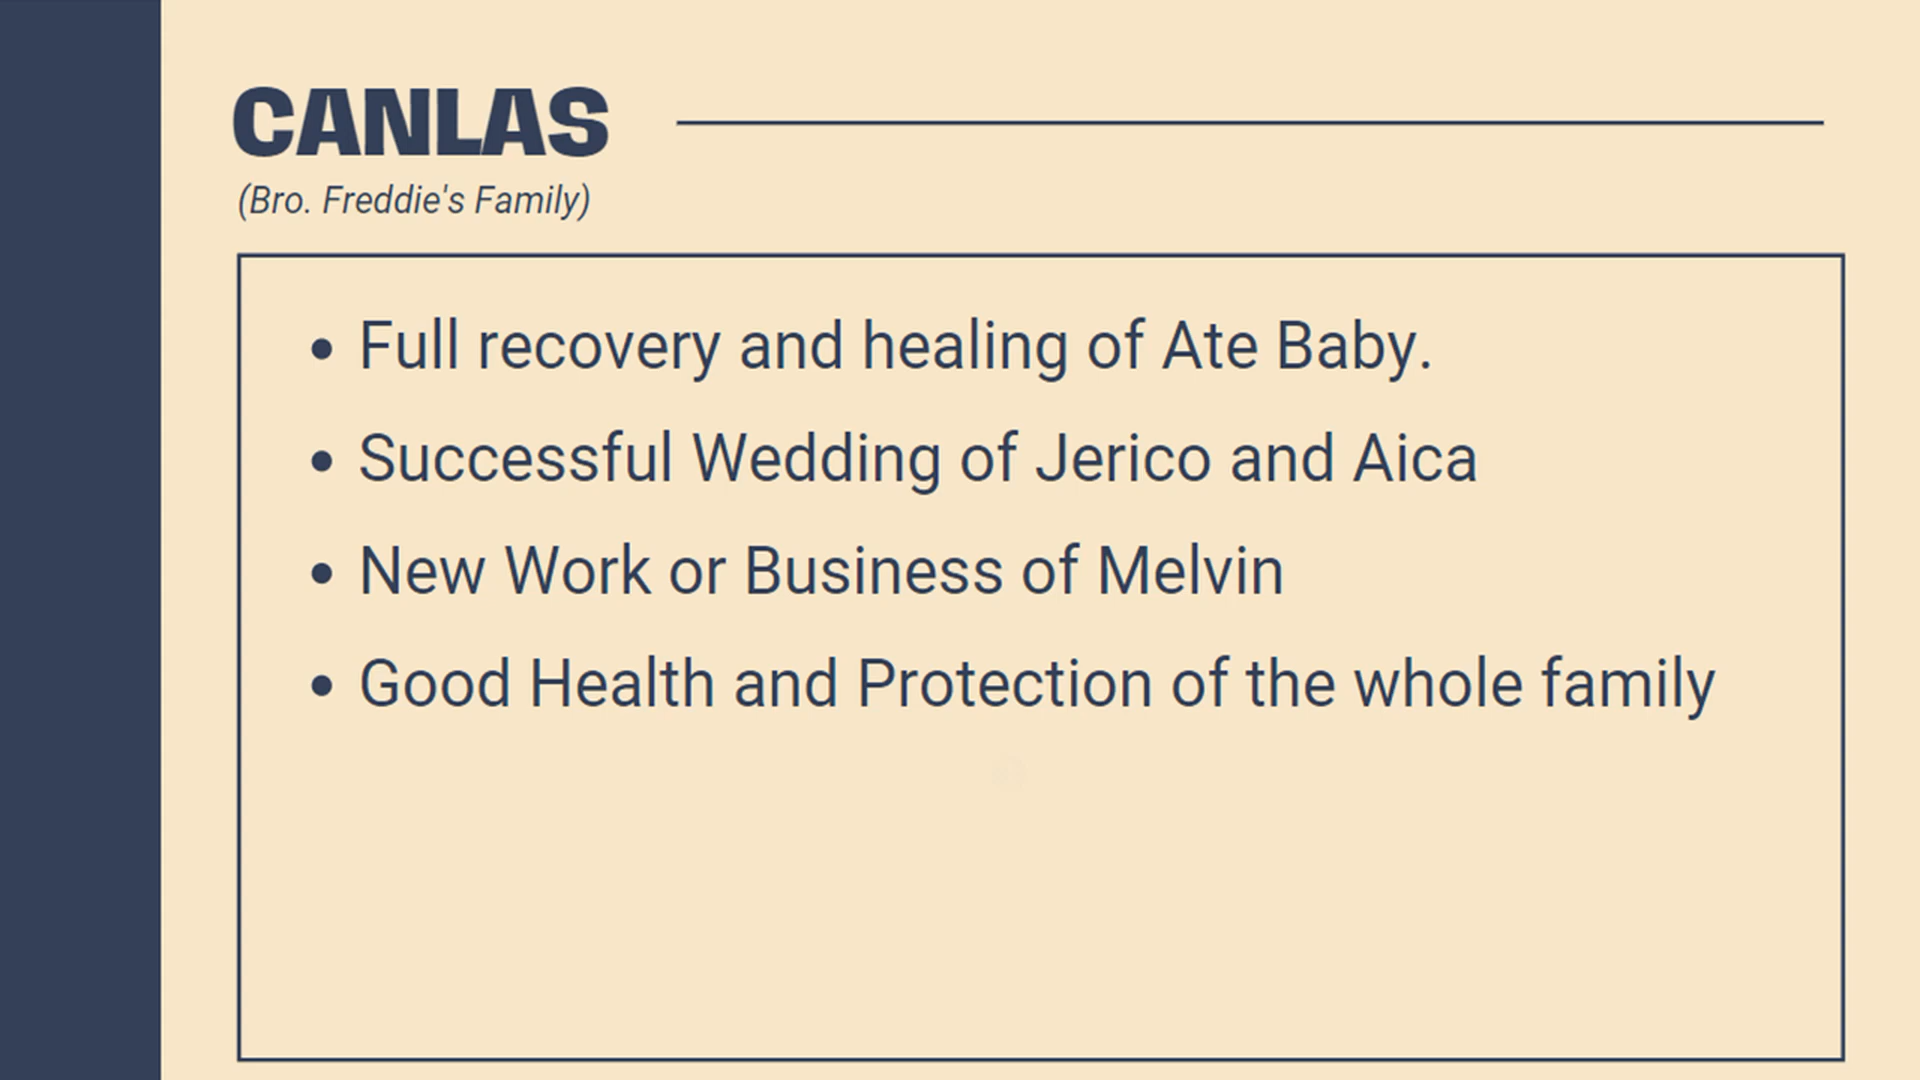 CANLAS
(Bro. Freddie's Family)
• Full recovery and healing of Ate Baby.
• Successful Wedding of Jerico and Aica
• New Work or Business of Melvin
• Good Health and Protection of the whole family